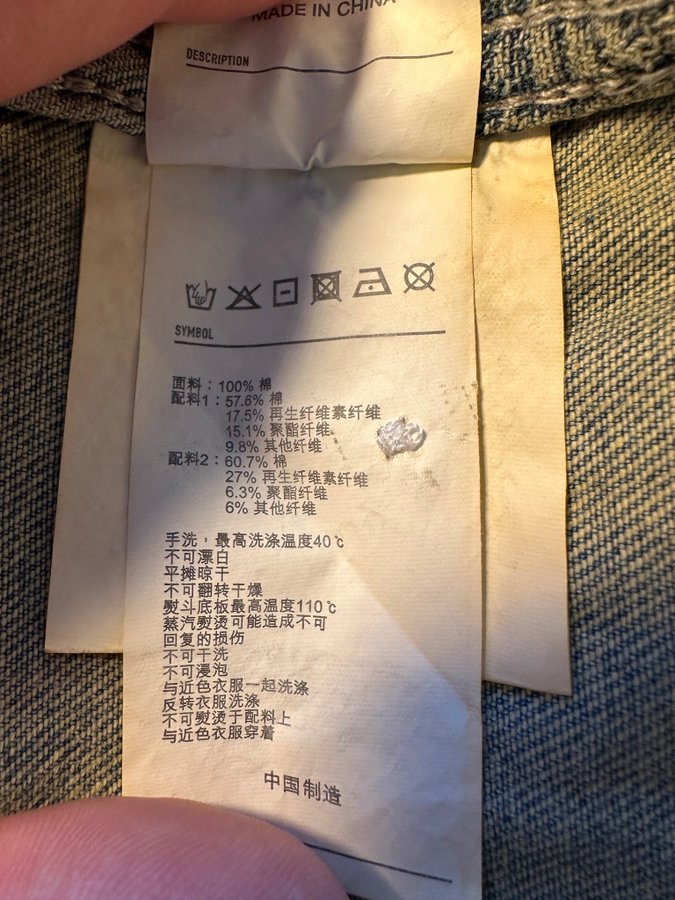 MADE IN CHINA
DESCRIPTION
SYMBOL
面料：100% 棉
配料1：57.6% 棉
17.5% 再生纤维素纤维
15.1% 聚酯纤维
9.8% 其他纤维
配料2：60.7% 棉
27% 再生纤维素纤维
6.3% 聚酯纤维
6% 其他纤维
手洗，最高洗涤温度40℃
不可漂白
平摊晾干
不可翻转干燥
熨斗底板最高温度110℃
蒸汽熨烫可能造成不可
回复的损伤
不可干洗
不可浸泡
与近色衣服一起洗涤
反转衣服洗涤
不可熨烫于配料上
与近色衣服穿着
中国制造